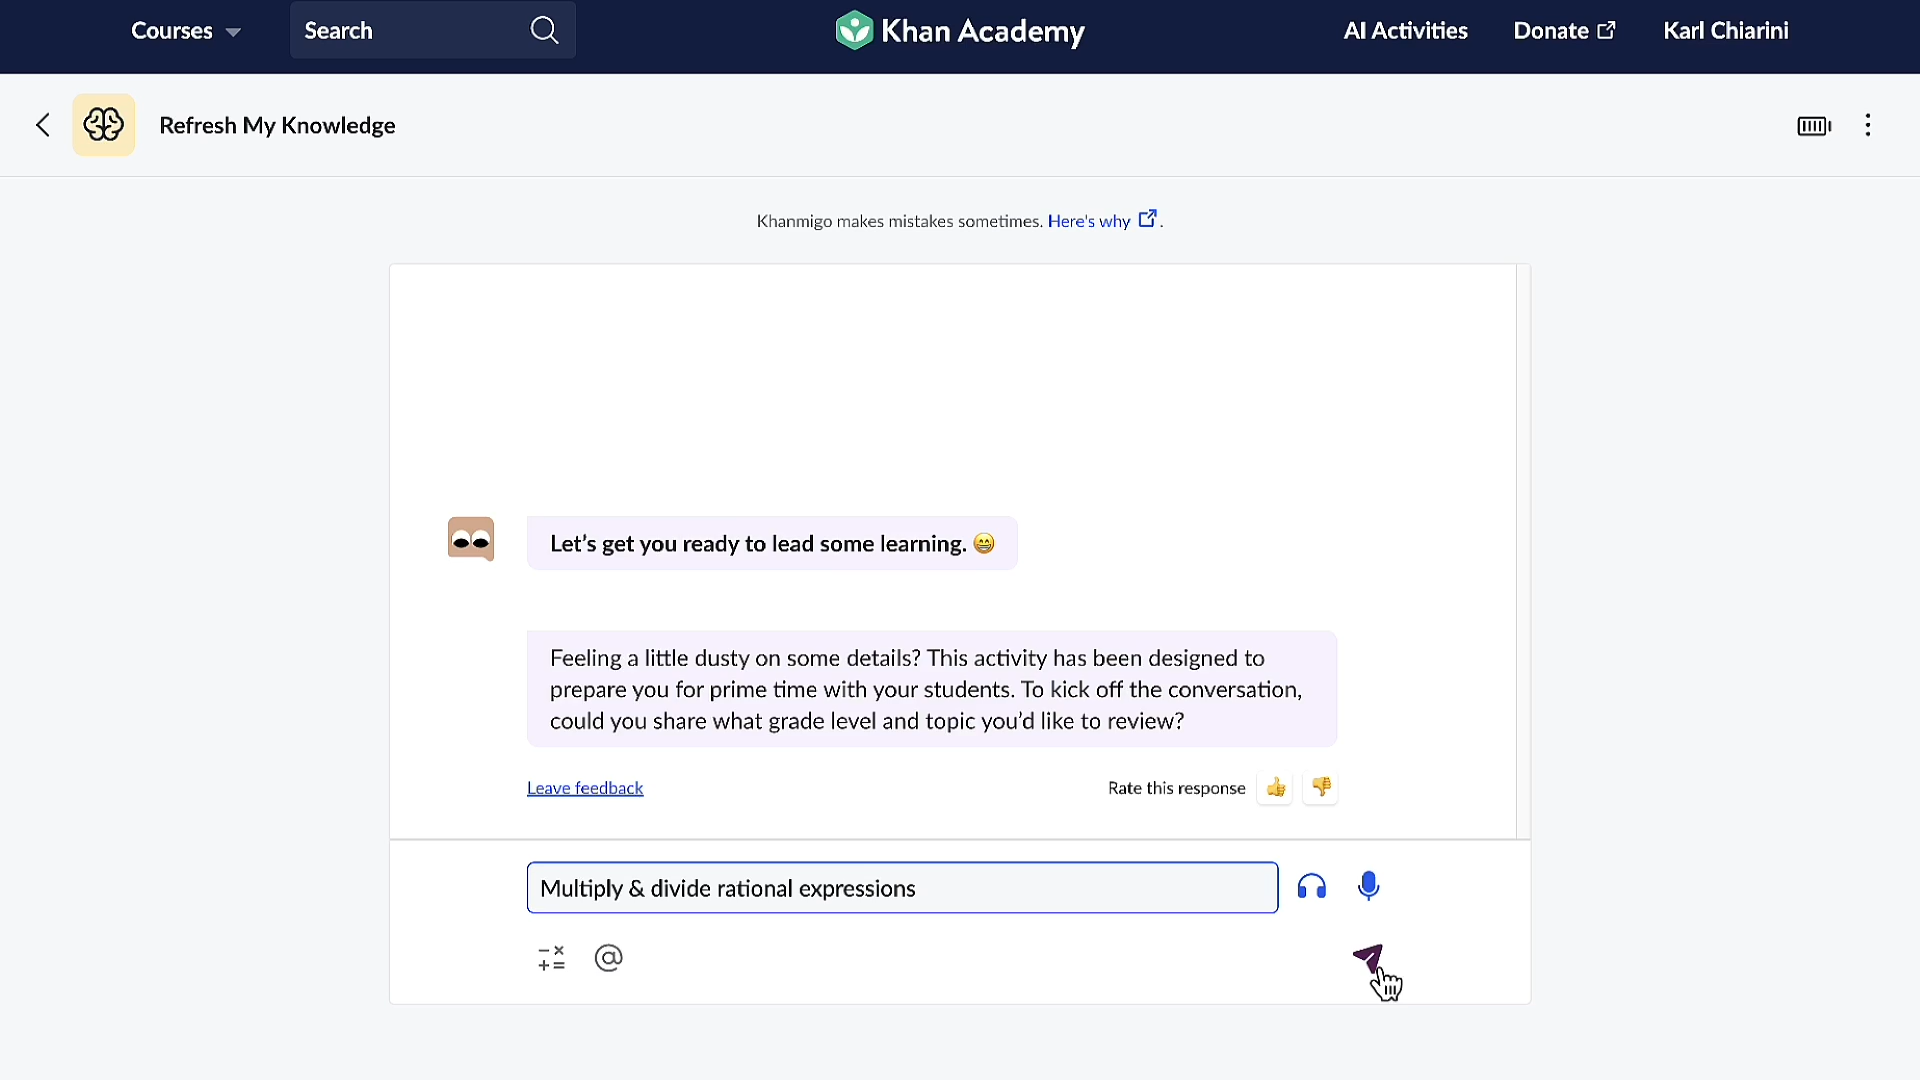 Courses
Search
Khan Academy
AI Activities
Donate
Karl Chiarini
Refresh My Knowledge
Khanmigo makes mistakes sometimes. Here's why.
Let's get you ready to lead some learning. 😁
Feeling a little dusty on some details? This activity has been designed to
prepare you for prime time with your students. To kick off the conversation,
could you share what grade level and topic you'd like to review?
Leave feedback
Rate this response 👍 👎
Multiply & divide rational expressions
@